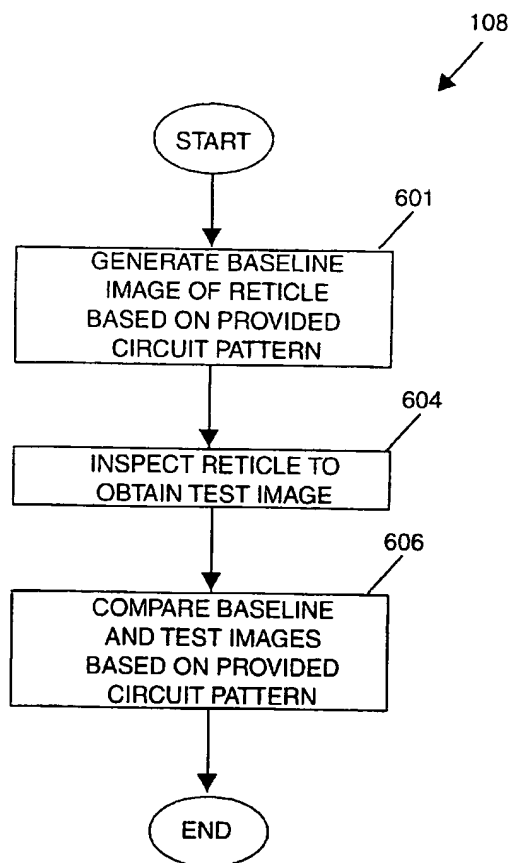 108
START
601
GENERATE BASELINE
IMAGE OF RETICLE
BASED ON PROVIDED
CIRCUIT PATTERN
604
INSPECT RETICLE TO
OBTAIN TEST IMAGE
606
COMPARE BASELINE
AND TEST IMAGES
BASED ON PROVIDED
CIRCUIT PATTERN
END